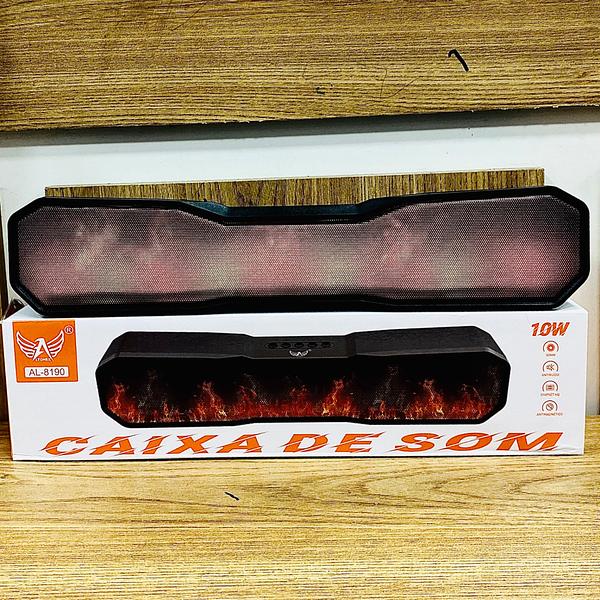 ®
ALTOMEX
AL-8190
10W
CAIXA DE SOM